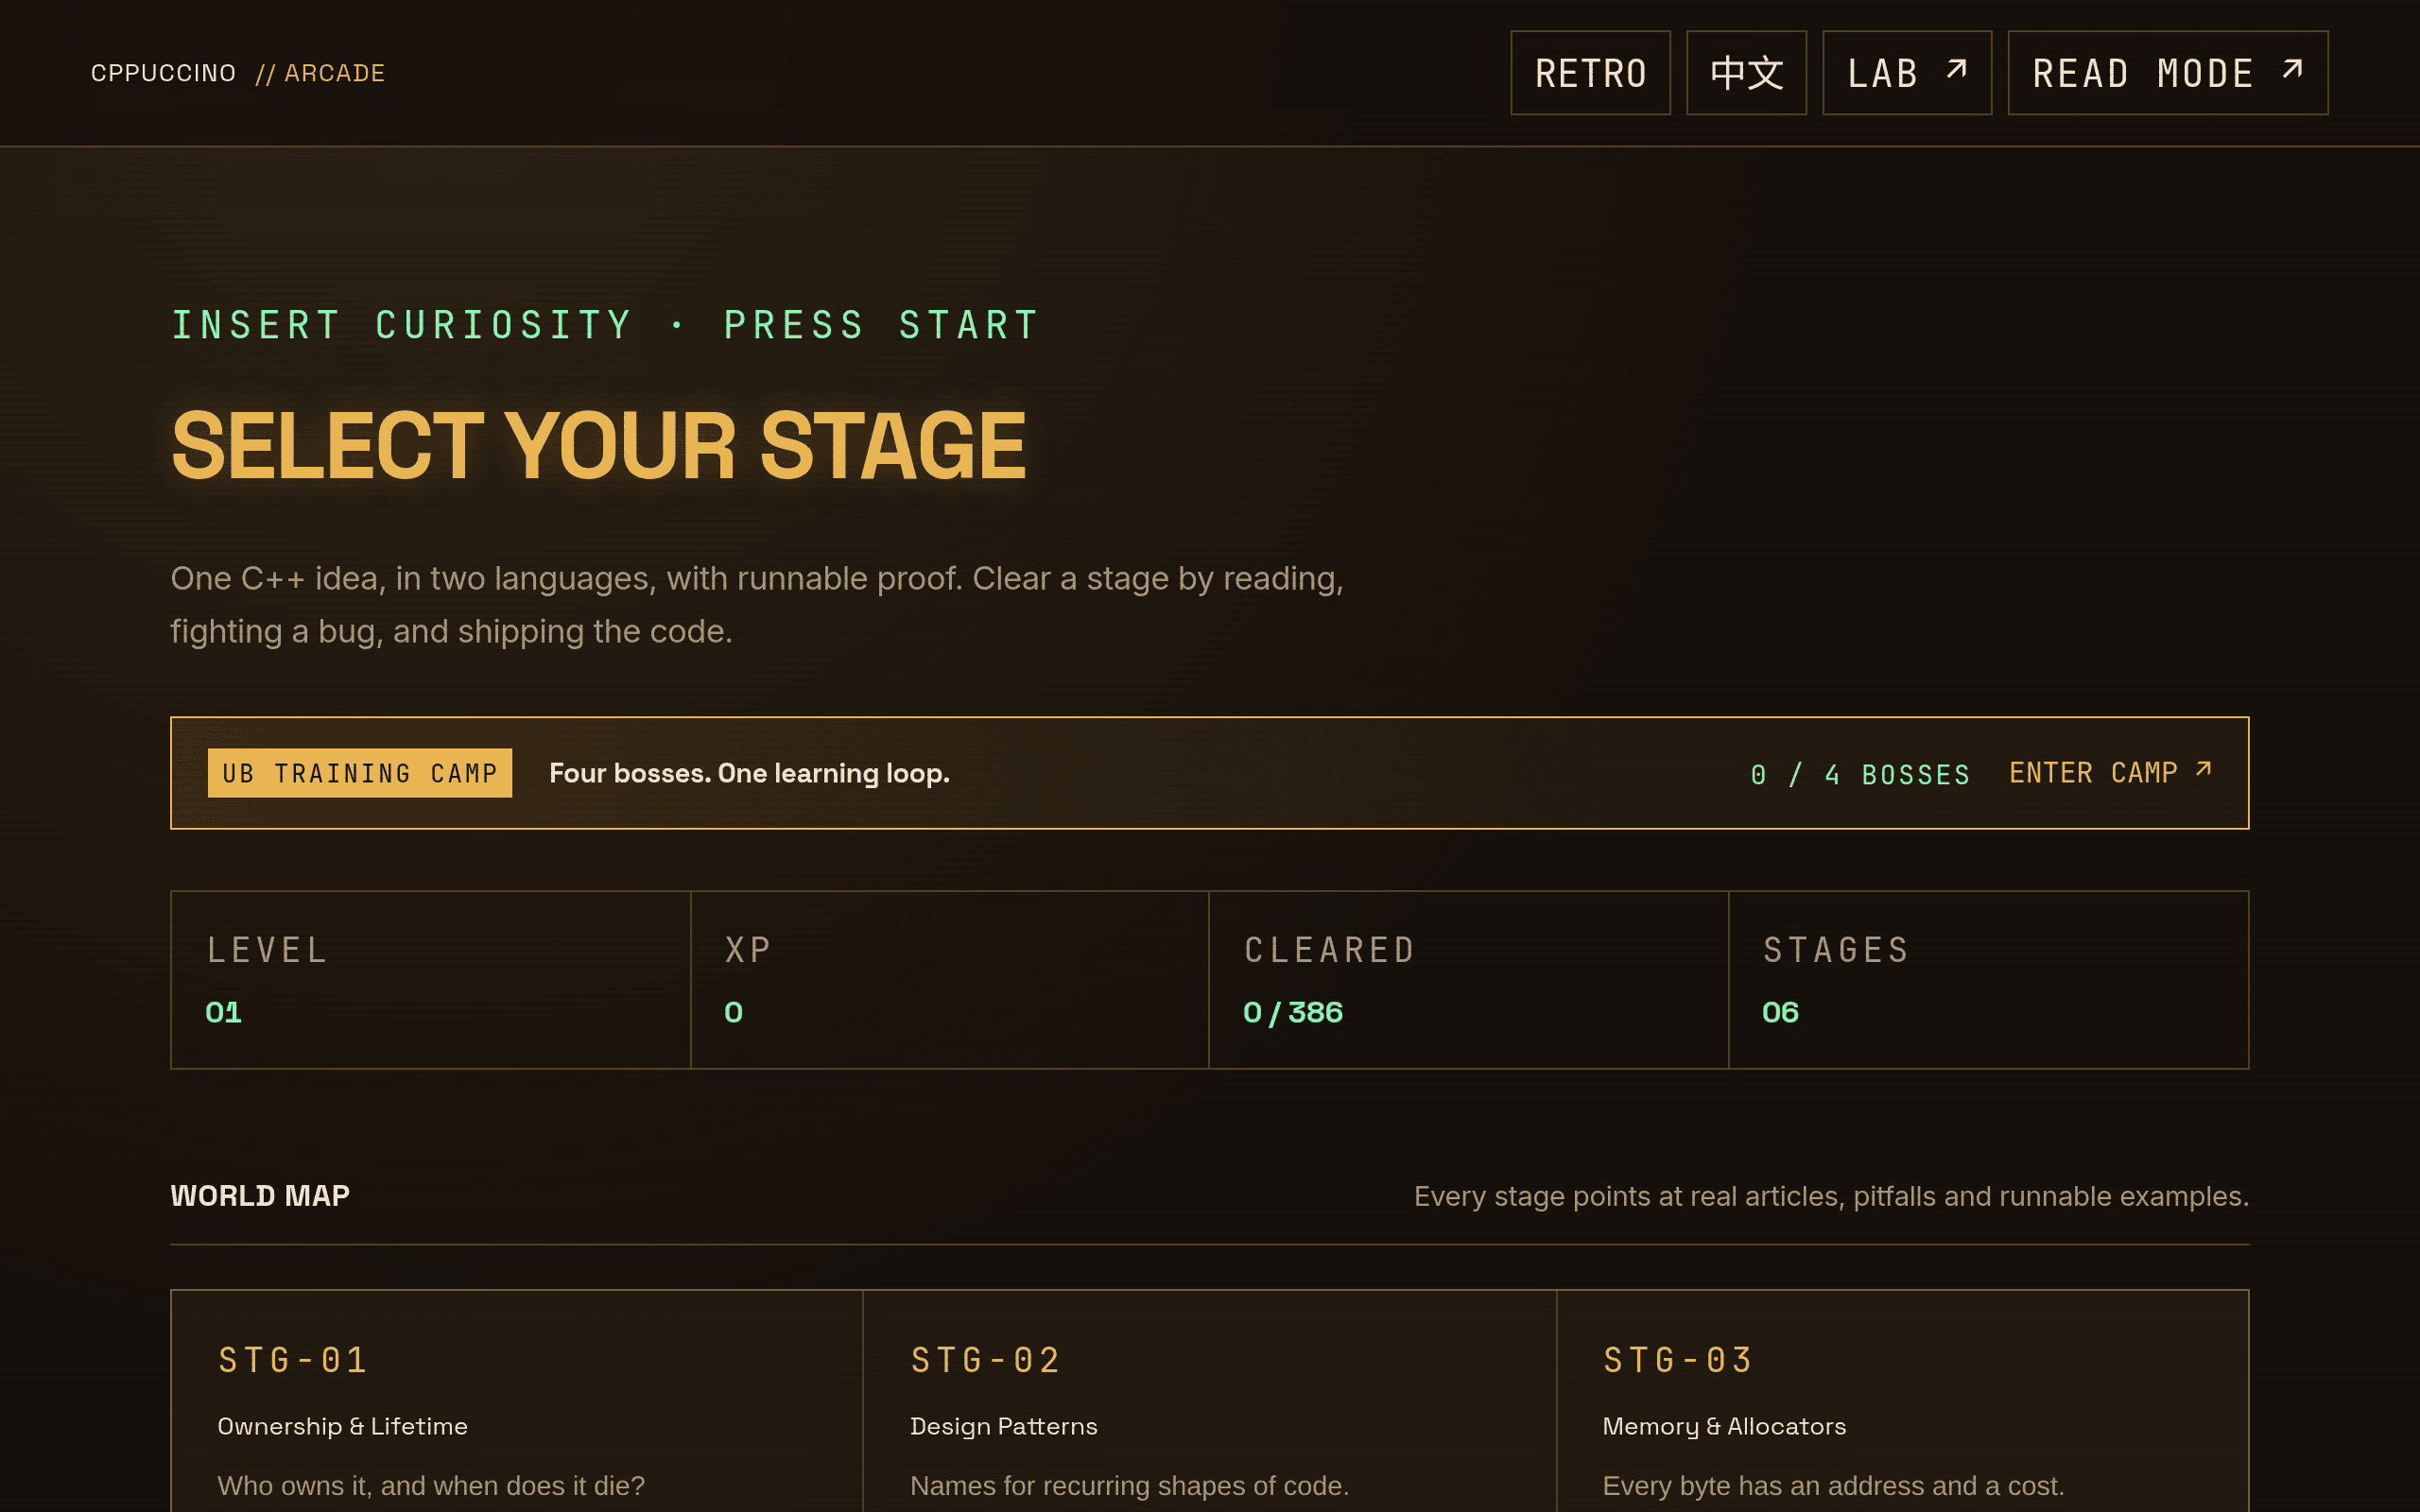 CPPUCCINO // ARCADE
RETRO
中文
LAB ↗
READ MODE ↗
INSERT CURIOSITY · PRESS START
SELECT YOUR STAGE
One C++ idea, in two languages, with runnable proof. Clear a stage by reading,
fighting a bug, and shipping the code.
UB TRAINING CAMP
Four bosses. One learning loop.
0 / 4 BOSSES
ENTER CAMP ↗
LEVEL
01
XP
0
CLEARED
0 / 386
STAGES
06
WORLD MAP
Every stage points at real articles, pitfalls and runnable examples.
STG-01
Ownership & Lifetime
Who owns it, and when does it die?
STG-02
Design Patterns
Names for recurring shapes of code.
STG-03
Memory & Allocators
Every byte has an address and a cost.